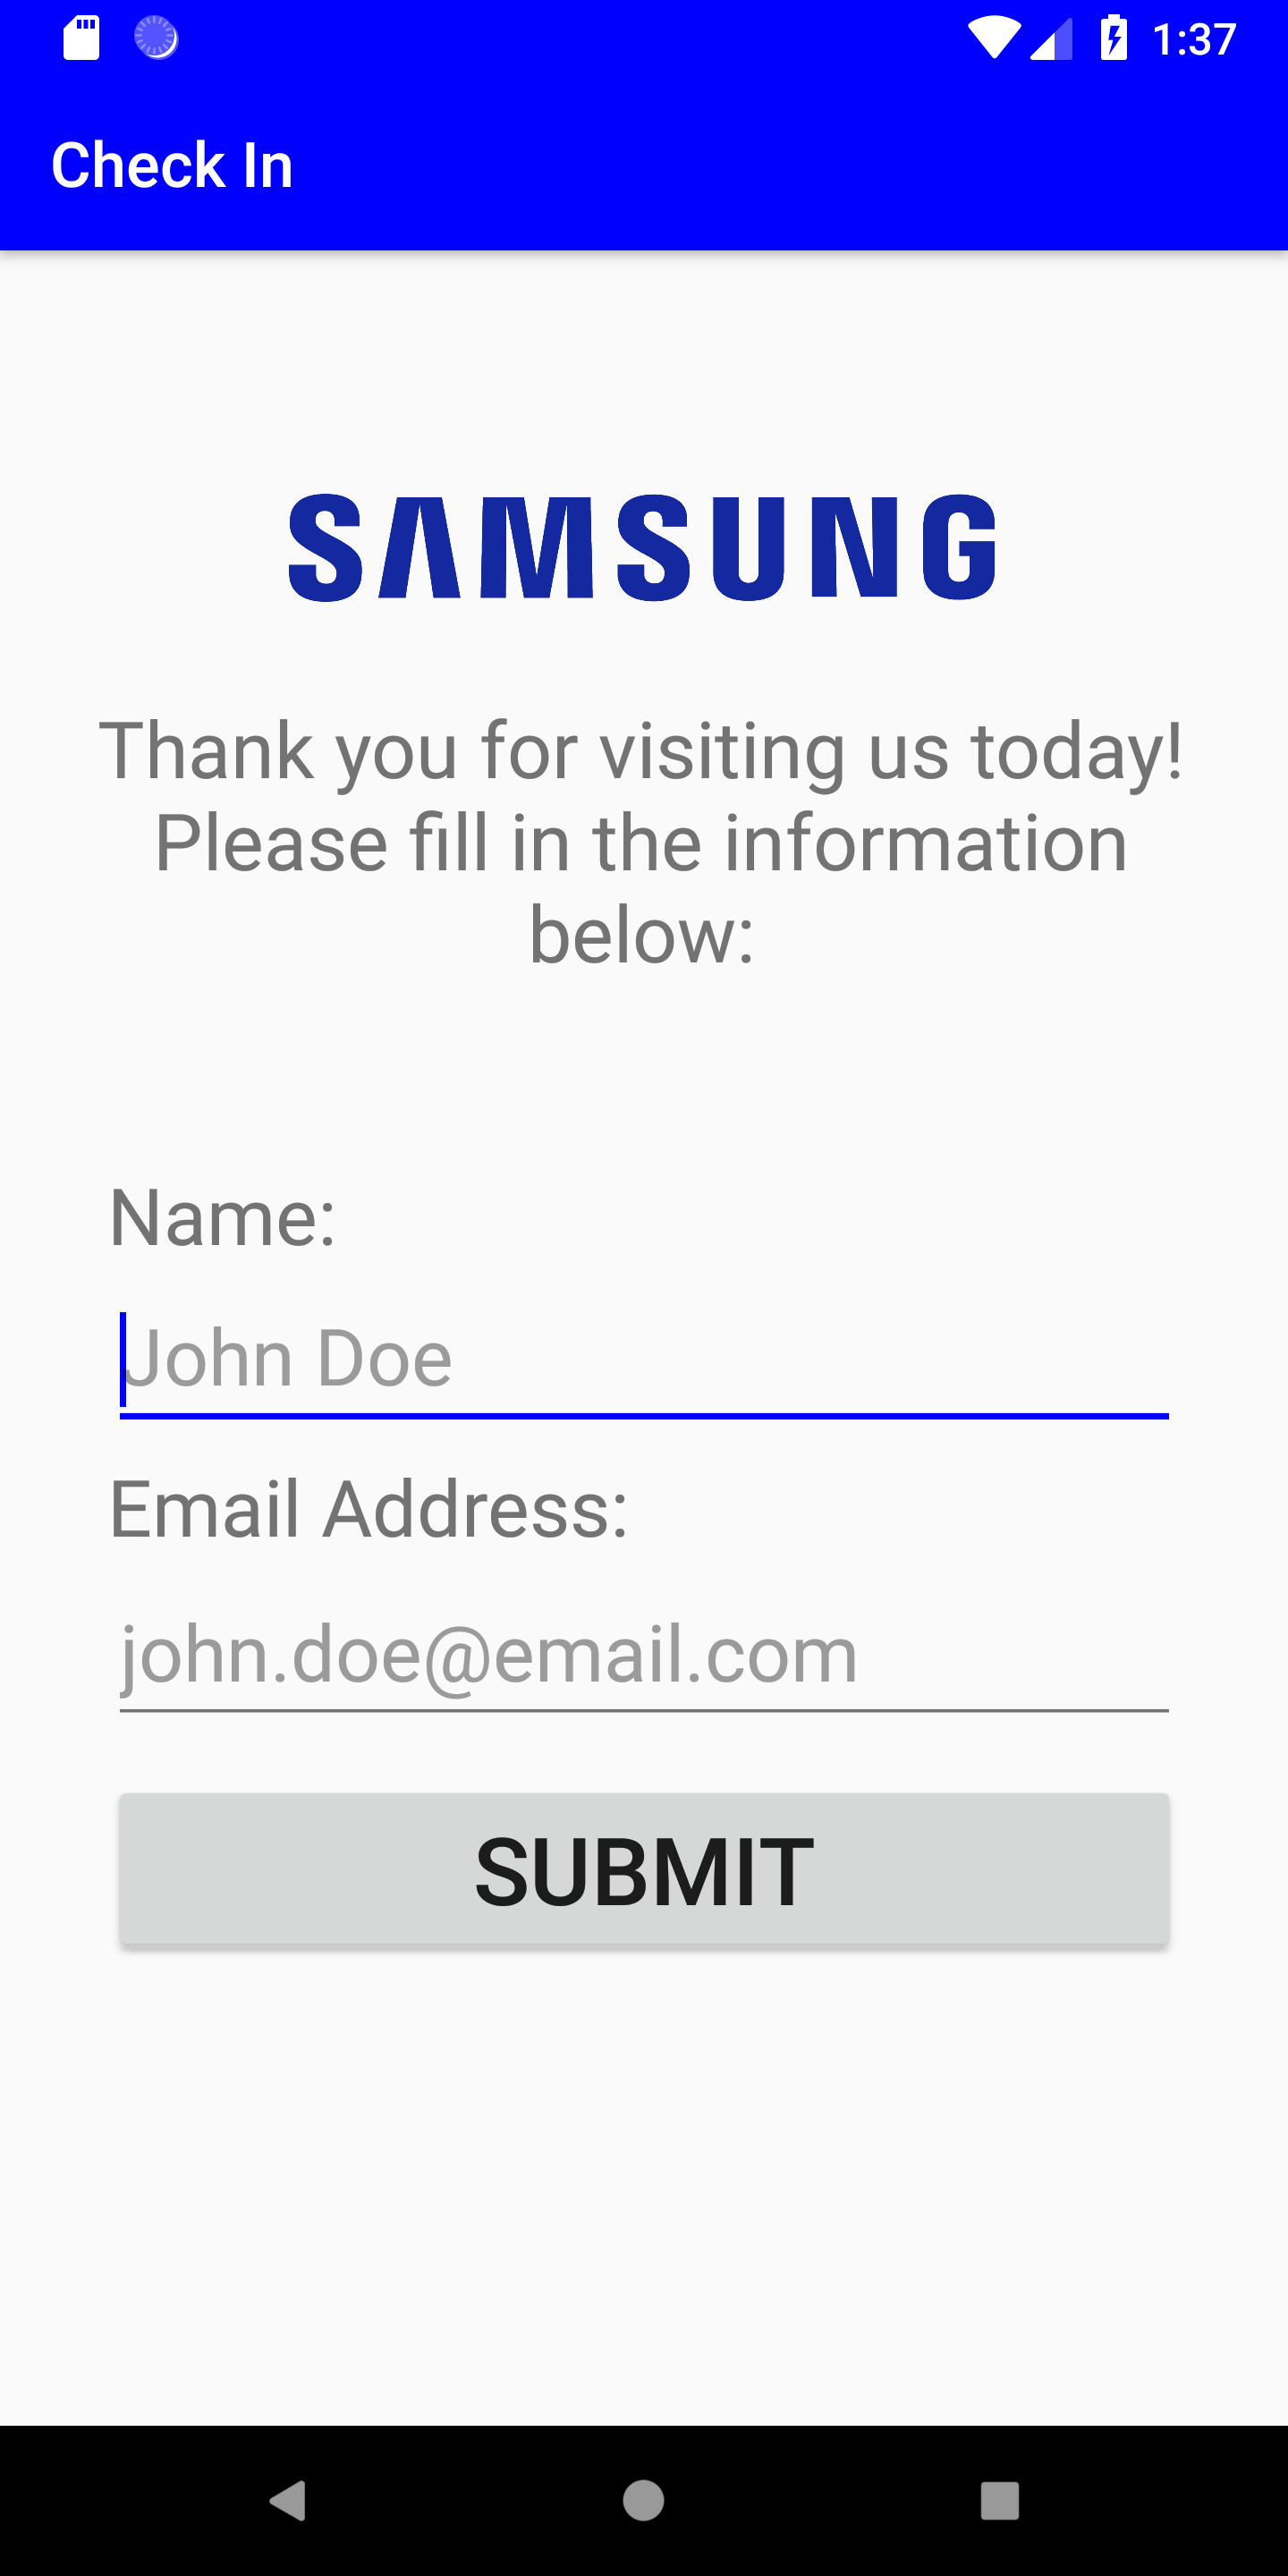 1:37
Check In
SAMSUNG
Thank you for visiting us today!
Please fill in the information
below:
Name:
John Doe
Email Address:
john.doe@email.com
SUBMIT